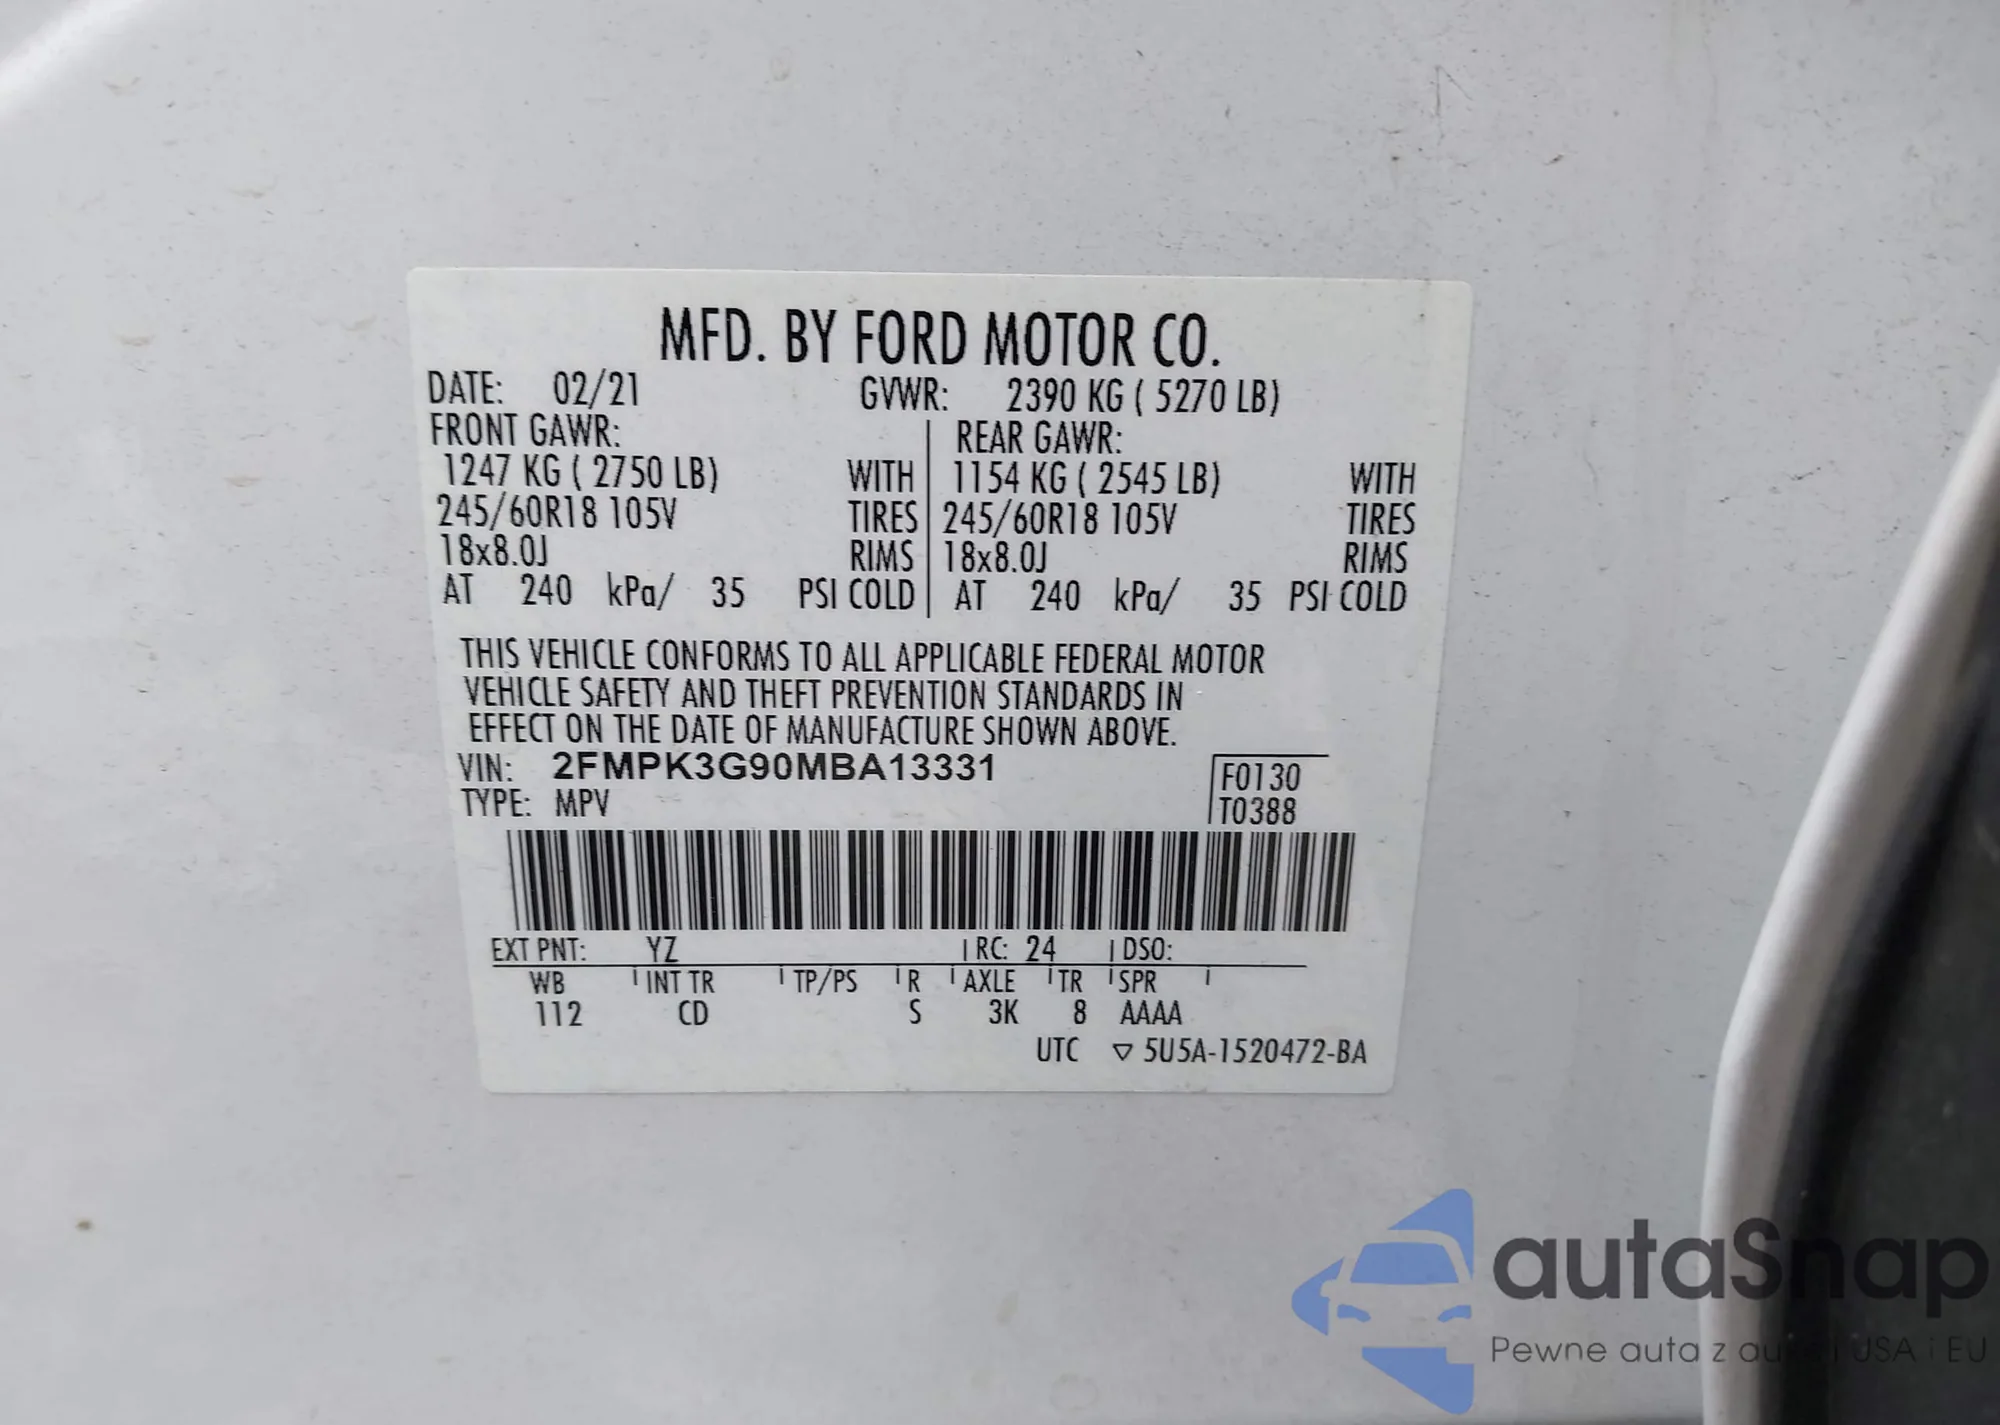 MFD. BY FORD MOTOR CO.
DATE: 02/21 GVWR: 2390 KG ( 5270 LB)
FRONT GAWR: REAR GAWR:
1247 KG ( 2750 LB) WITH 1154 KG ( 2545 LB) WITH
245/60R18 105V TIRES 245/60R18 105V TIRES
18x8.0J RIMS 18x8.0J RIMS
AT 240 kPa/ 35 PSI COLD AT 240 kPa/ 35 PSI COLD
THIS VEHICLE CONFORMS TO ALL APPLICABLE FEDERAL MOTOR
VEHICLE SAFETY AND THEFT PREVENTION STANDARDS IN
EFFECT ON THE DATE OF MANUFACTURE SHOWN ABOVE.
VIN: 2FMPK3G90MBA13331 F0130
TYPE: MPV T0388
EXT PNT: YZ RC: 24 DSO:
WB INT TR TP/PS R AXLE TR SPR
112 CD S 3K 8 AAAA
UTC ▽ 5U5A-1520472-BA
autaSnap
Pewne auta z i USA i EU